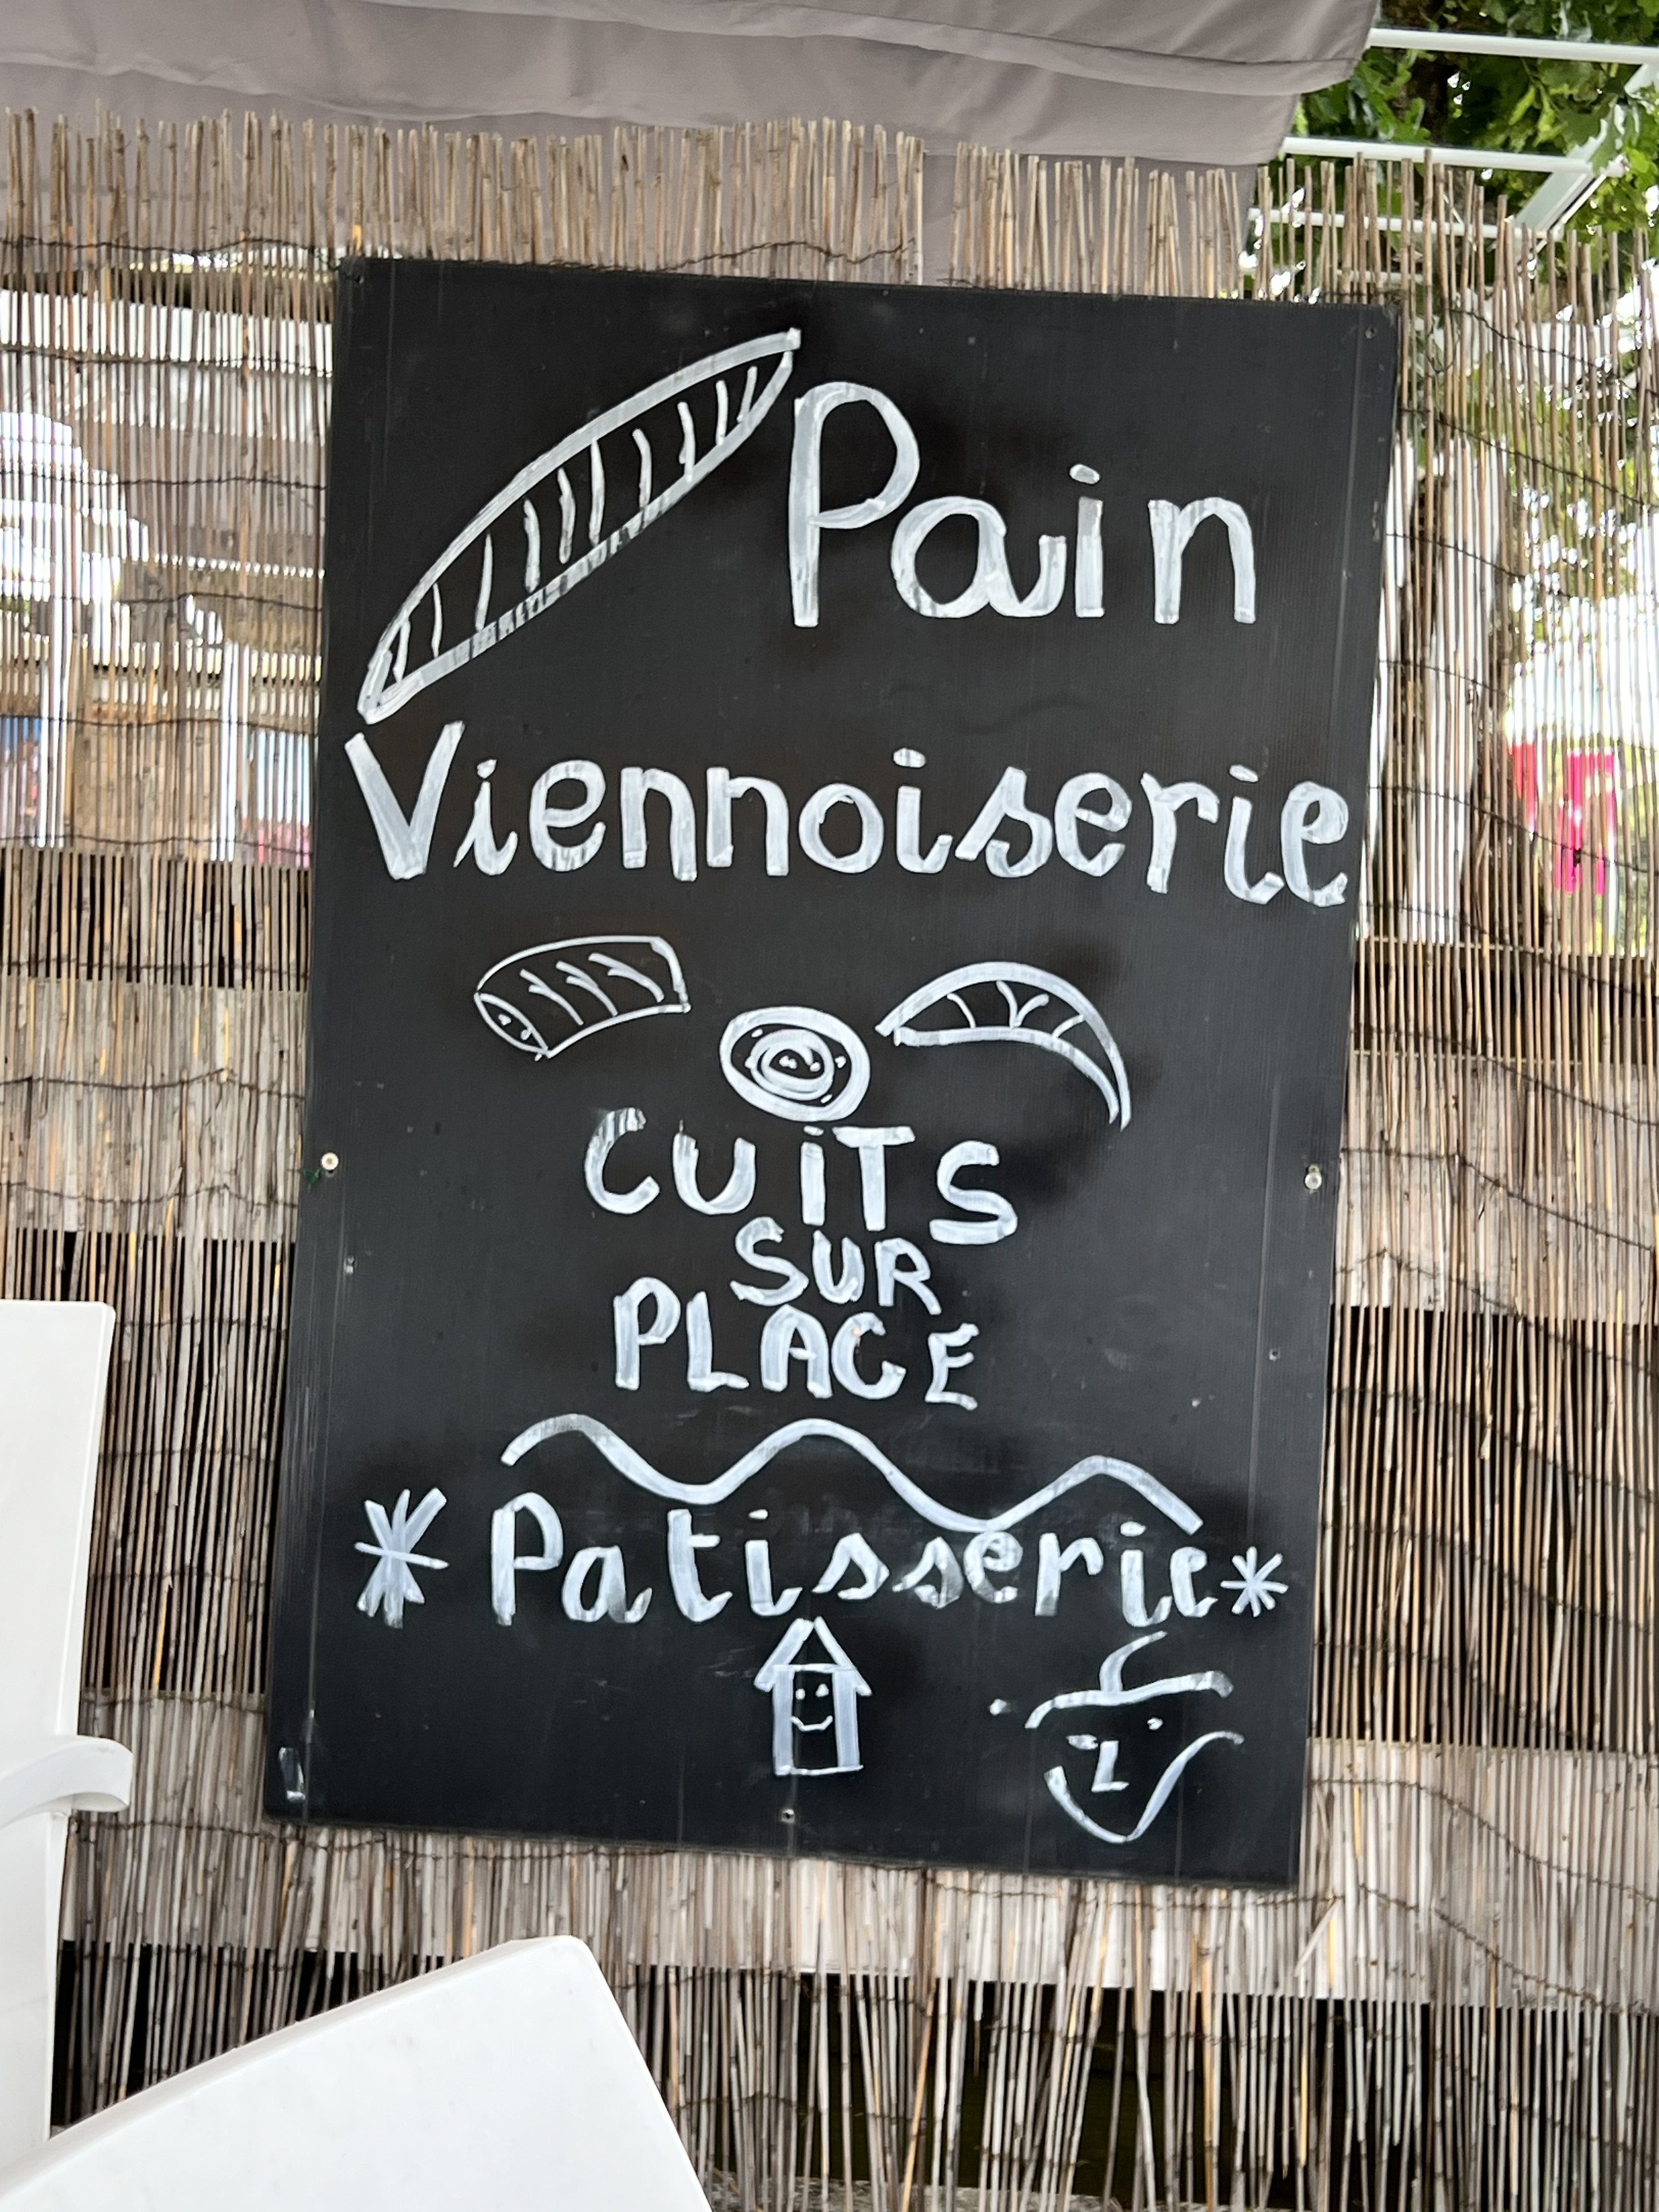 Pain
Viennoiserie
CUiTS
SUR
PLACE
* Patisserie *